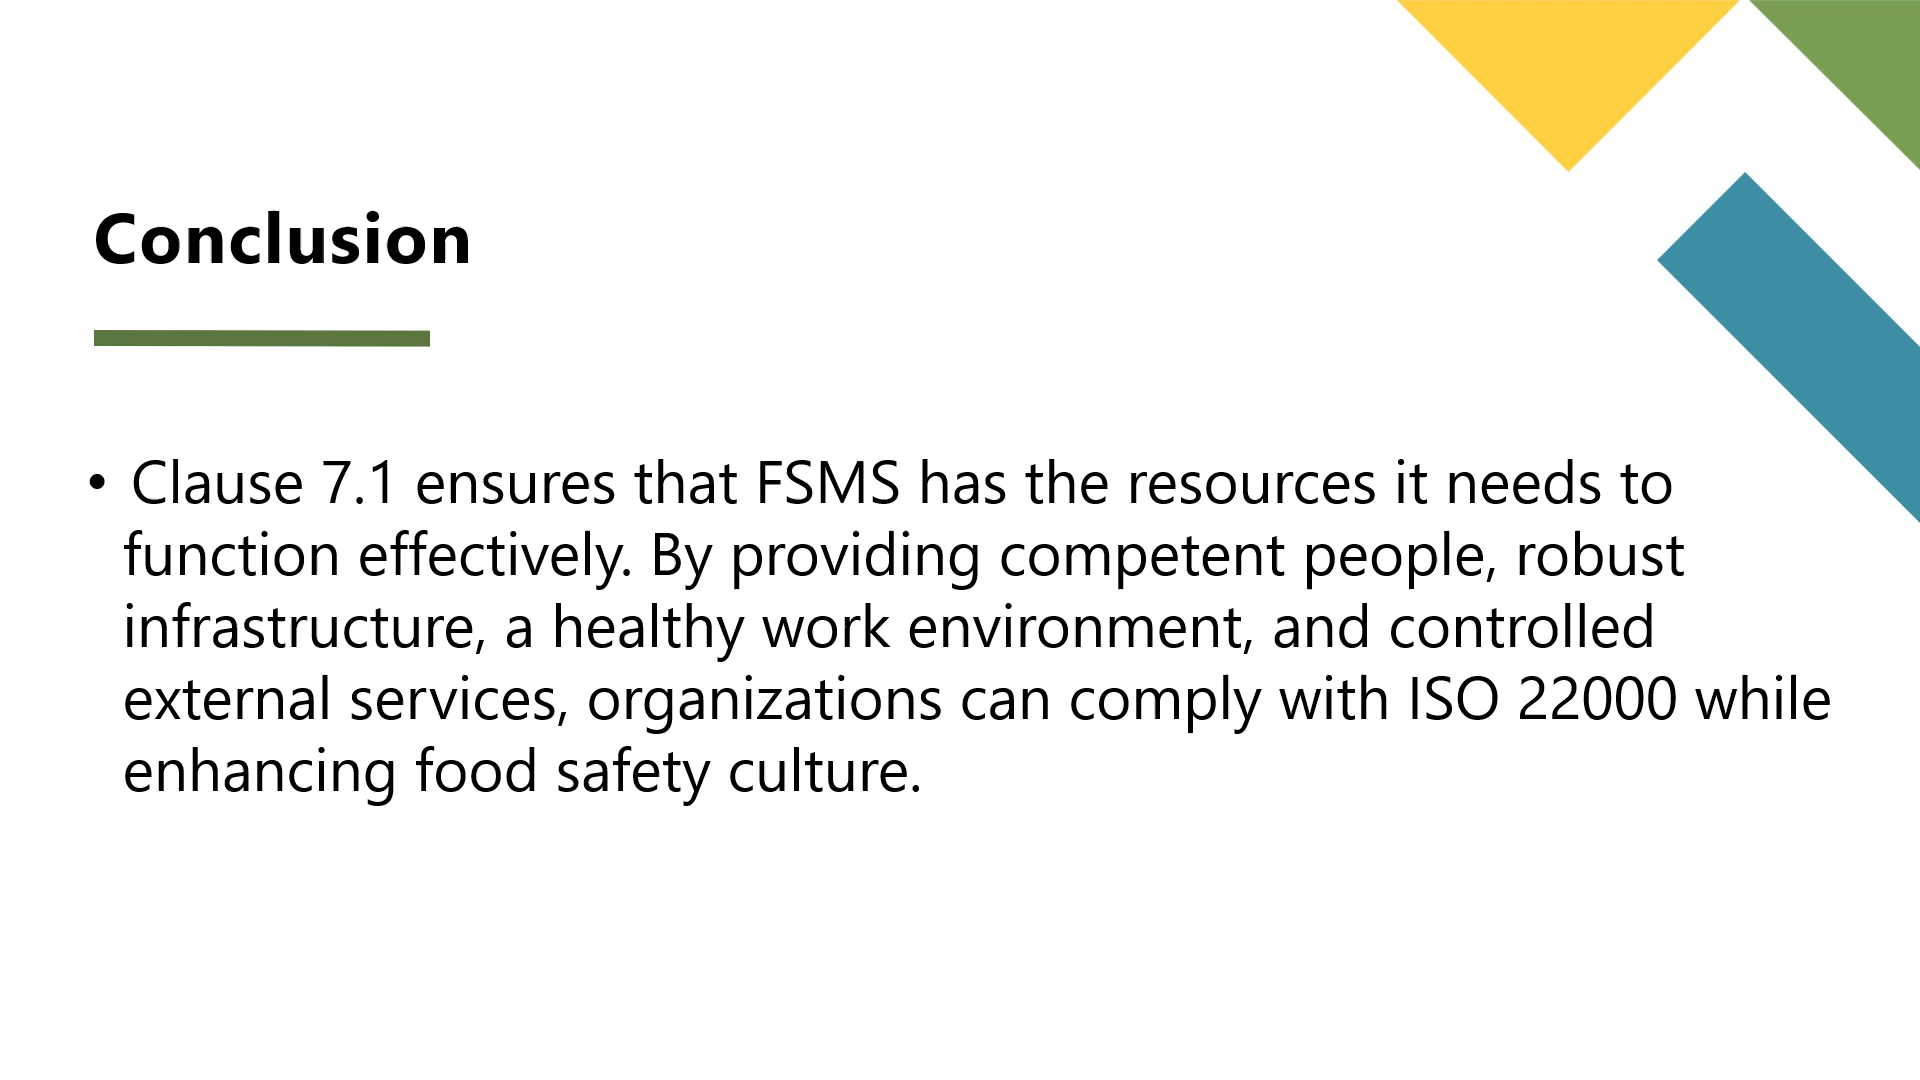 Conclusion
• Clause 7.1 ensures that FSMS has the resources it needs to
function effectively. By providing competent people, robust
infrastructure, a healthy work environment, and controlled
external services, organizations can comply with ISO 22000 while
enhancing food safety culture.